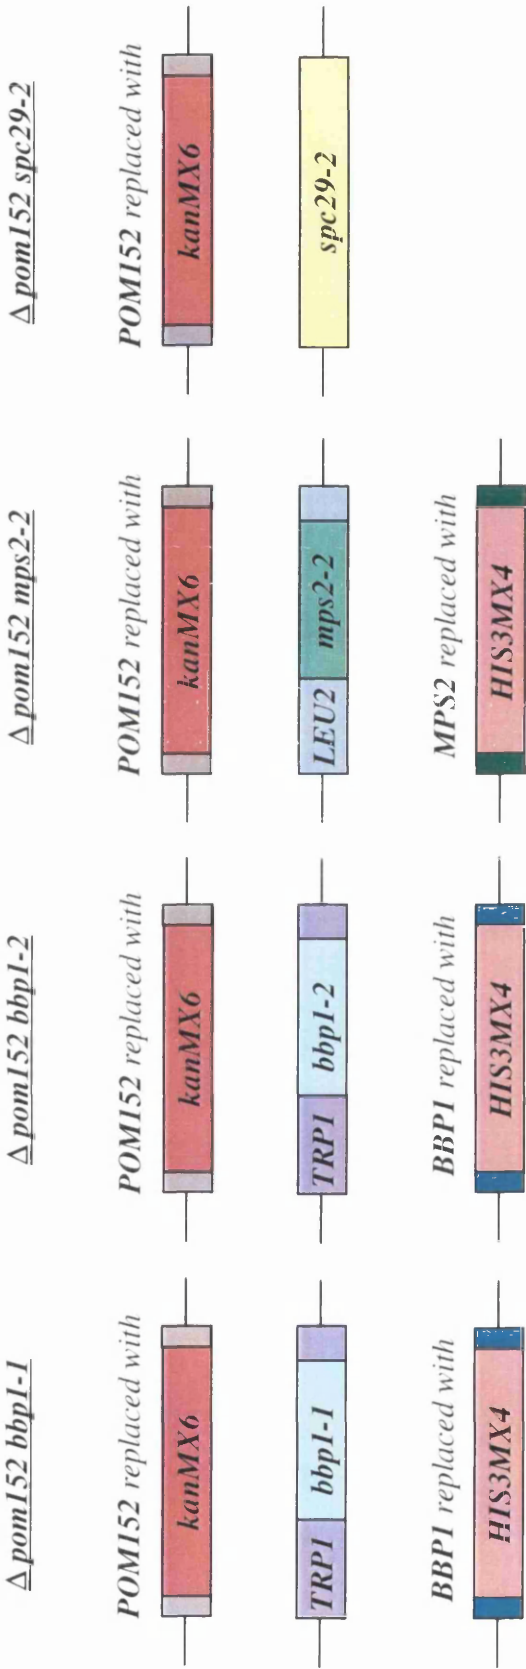 Δ pom152 bbp1-1
POM152 replaced with
kanMX6
TRP1 bbp1-1
BBP1 replaced with
HIS3MX4
Δ pom152 bbp1-2
POM152 replaced with
kanMX6
TRP1 bbp1-2
BBP1 replaced with
HIS3MX4
Δ pom152 mps2-2
POM152 replaced with
kanMX6
LEU2 mps2-2
MPS2 replaced with
HIS3MX4
Δ pom152 spc29-2
POM152 replaced with
kanMX6
spc29-2